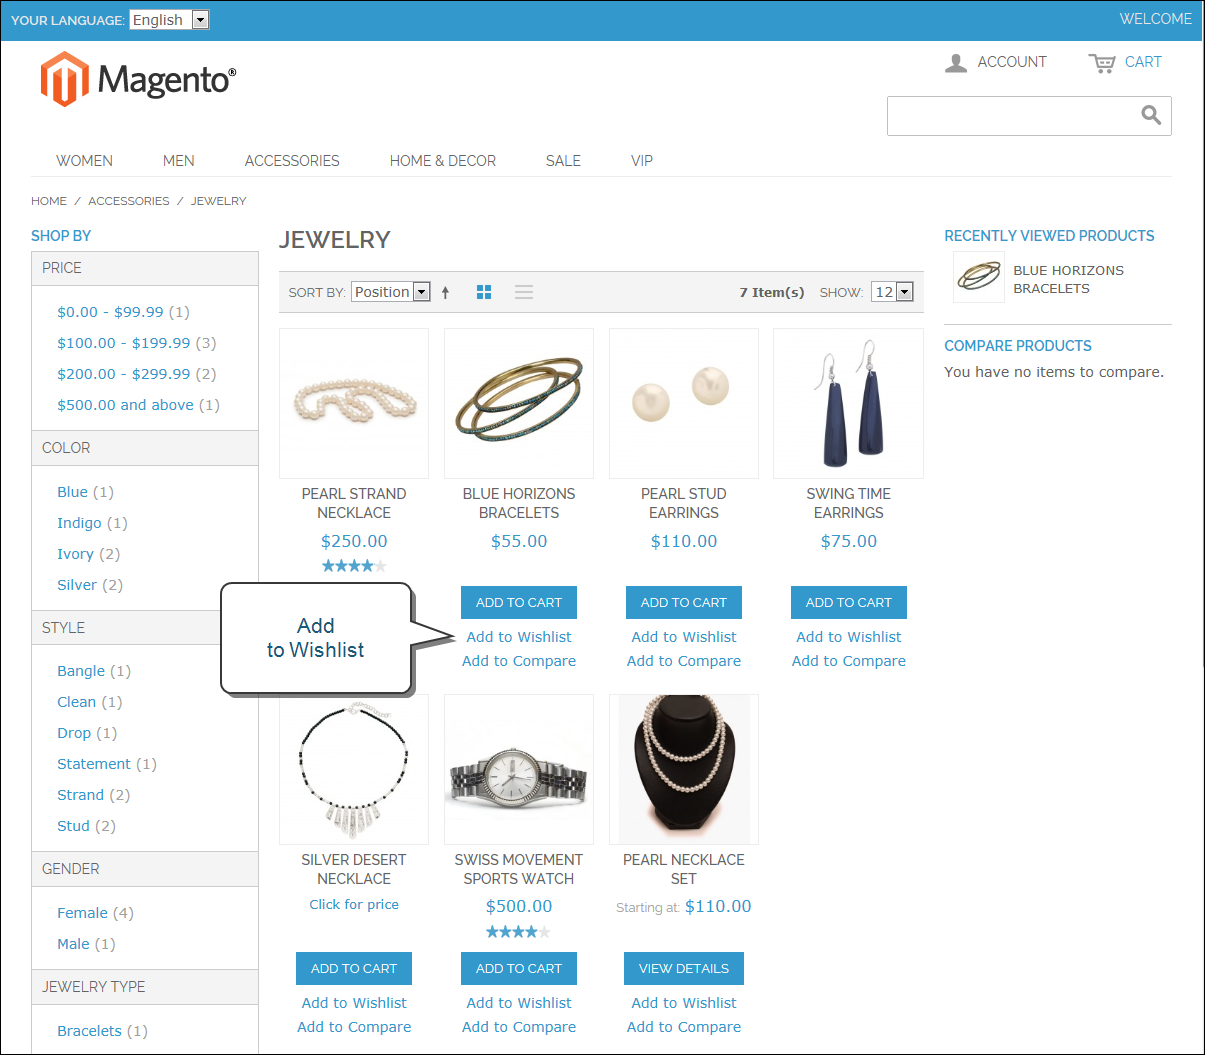 YOUR LANGUAGE: English
WELCOME
Magento®
ACCOUNT
CART
WOMEN MEN ACCESSORIES HOME & DECOR SALE VIP
HOME / ACCESSORIES / JEWELRY
SHOP BY
PRICE
$0.00 - $99.99 (1)
$100.00 - $199.99 (3)
$200.00 - $299.99 (2)
$500.00 and above (1)
COLOR
Blue (1)
Indigo (1)
Ivory (2)
Silver (2)
STYLE
Bangle (1)
Clean (1)
Drop (1)
Statement (1)
Strand (2)
Stud (2)
GENDER
Female (4)
Male (1)
JEWELRY TYPE
Bracelets (1)
JEWELRY
SORT BY: Position
7 Item(s) SHOW: 12
PEARL STRAND
NECKLACE
$250.00
Add
to Wishlist
BLUE HORIZONS
BRACELETS
$55.00
ADD TO CART
Add to Wishlist
Add to Compare
PEARL STUD
EARRINGS
$110.00
ADD TO CART
Add to Wishlist
Add to Compare
SWING TIME
EARRINGS
$75.00
ADD TO CART
Add to Wishlist
Add to Compare
SILVER DESERT
NECKLACE
Click for price
ADD TO CART
Add to Wishlist
Add to Compare
SWISS MOVEMENT
SPORTS WATCH
$500.00
ADD TO CART
Add to Wishlist
Add to Compare
PEARL NECKLACE
SET
Starting at: $110.00
VIEW DETAILS
Add to Wishlist
Add to Compare
RECENTLY VIEWED PRODUCTS
BLUE HORIZONS
BRACELETS
COMPARE PRODUCTS
You have no items to compare.